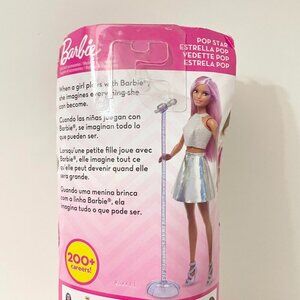 Barbie
POP STAR
ESTRELLA POP
VEDETTE POP
ESTRELA POP
When a girl plays with Barbie®,
she imagines everything she
can become.
Cuando las niñas juegan con
Barbie®, se imaginan todo lo
que pueden ser.
Lorsqu'une petite fille joue avec
Barbie®, elle imagine tout ce
qu'elle peut devenir quand elle
sera grande.
Quando uma menina brinca
com a linha Barbie®, ela
imagina tudo o que pode ser.
200+
careers!